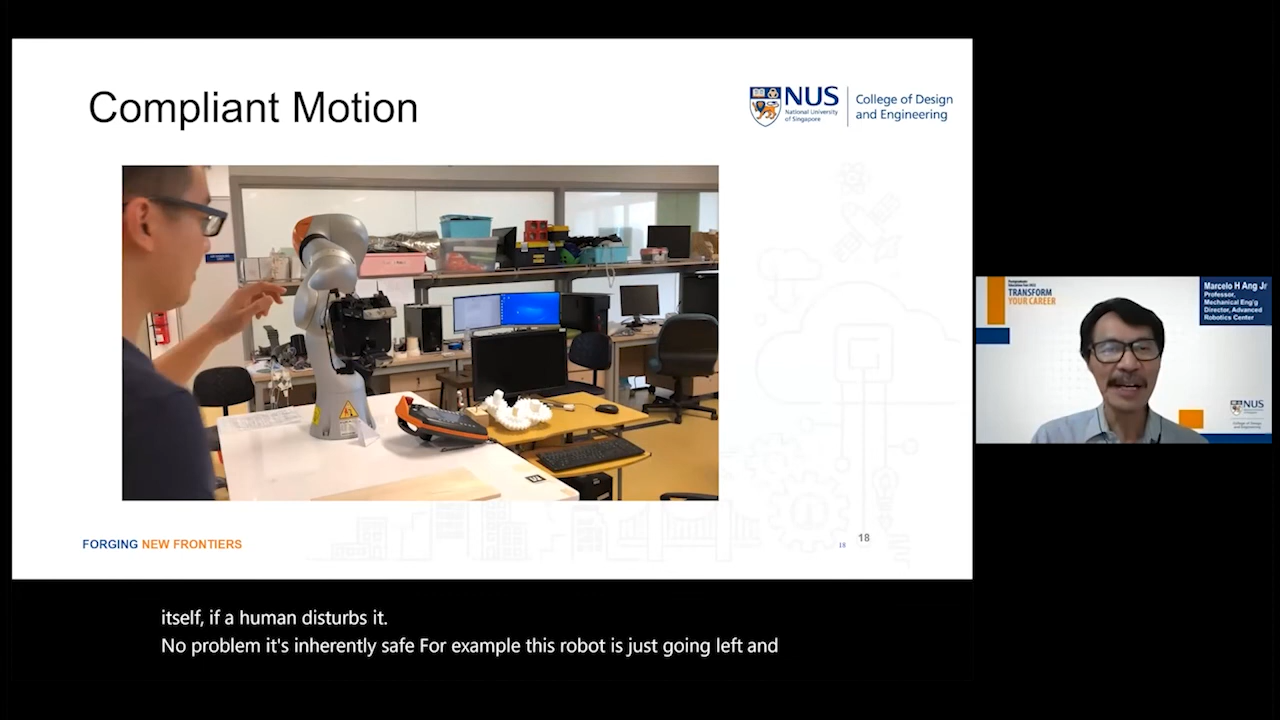 Compliant Motion
NUS
National University
of Singapore
College of Design
and Engineering
FORGING NEW FRONTIERS
18
18
TRANSFORM
YOUR CAREER
Marcelo H Ang Jr
Professor,
Mechanical Eng'g
Director, Advanced
Robotics Center
NUS
itself, if a human disturbs it.
No problem it's inherently safe For example this robot is just going left and